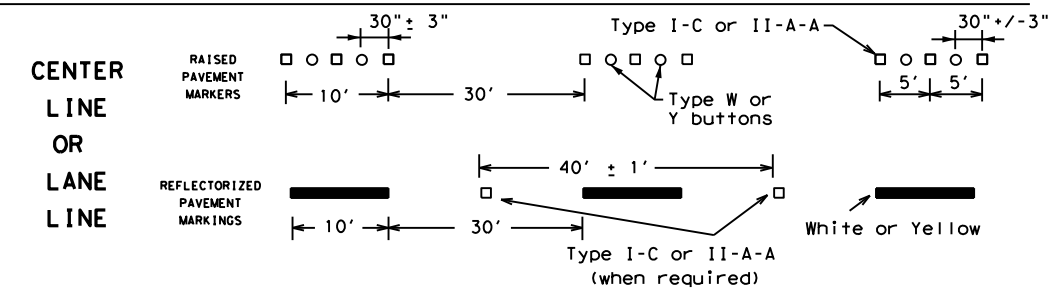 30"± 3"
Type I-C or II-A-A
30"+/-3"
CENTER
LINE
OR
LANE
LINE
RAISED
PAVEMENT
MARKERS
10'
30'
Type W or
Y buttons
5'
5'
40' ± 1'
REFLECTORIZED
PAVEMENT
MARKINGS
10'
30'
Type I-C or II-A-A
(when required)
White or Yellow